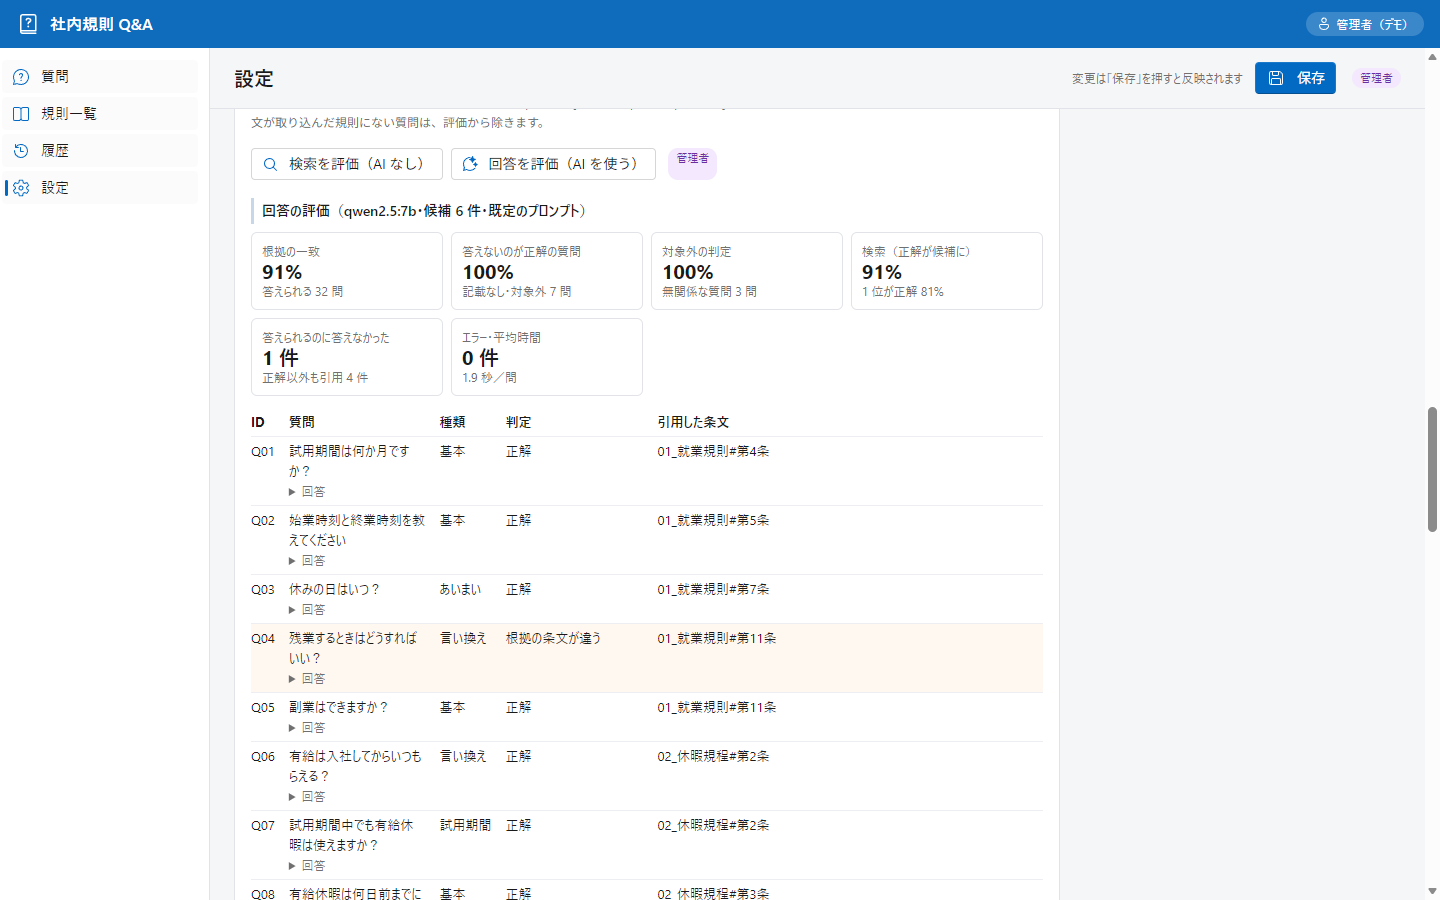 社内規則 Q&A
管理者（デモ）
質問
規則一覧
履歴
設定
設定
変更は「保存」を押すと反映されます
保存
管理者
文が取り込んだ規則にない質問は、評価から除きます。
検索を評価（AI なし）
回答を評価（AI を使う）
管理者
回答の評価（qwen2.5:7b・候補 6 件・既定のプロンプト）
根拠の一致
91%
答えられる 32 問
答えないのが正解の質問
100%
記載なし・対象外 7 問
対象外の判定
100%
無関係な質問 3 問
検索（正解が候補に）
91%
1 位が正解 81%
答えられるのに答えなかった
1 件
正解以外も引用 4 件
エラー・平均時間
0 件
1.9 秒／問
ID 質問 種類 判定 引用した条文
Q01 試用期間は何か月です 基本 正解 01_就業規則#第4条
か？
▶ 回答
Q02 始業時刻と終業時刻を教 基本 正解 01_就業規則#第5条
えてください
▶ 回答
Q03 休みの日はいつ？ あいまい 正解 01_就業規則#第7条
▶ 回答
Q04 残業するときはどうすれば 言い換え 根拠の条文が違う 01_就業規則#第11条
いい？
▶ 回答
Q05 副業はできますか？ 基本 正解 01_就業規則#第11条
▶ 回答
Q06 有給は入社してからいつも 言い換え 正解 02_休暇規程#第2条
らえる？
▶ 回答
Q07 試用期間中でも有給休 試用期間 正解 02_休暇規程#第2条
暇は使えますか？
▶ 回答
Q08 有給休暇は何日前までに 基本 正解 02_休暇規程#第3条